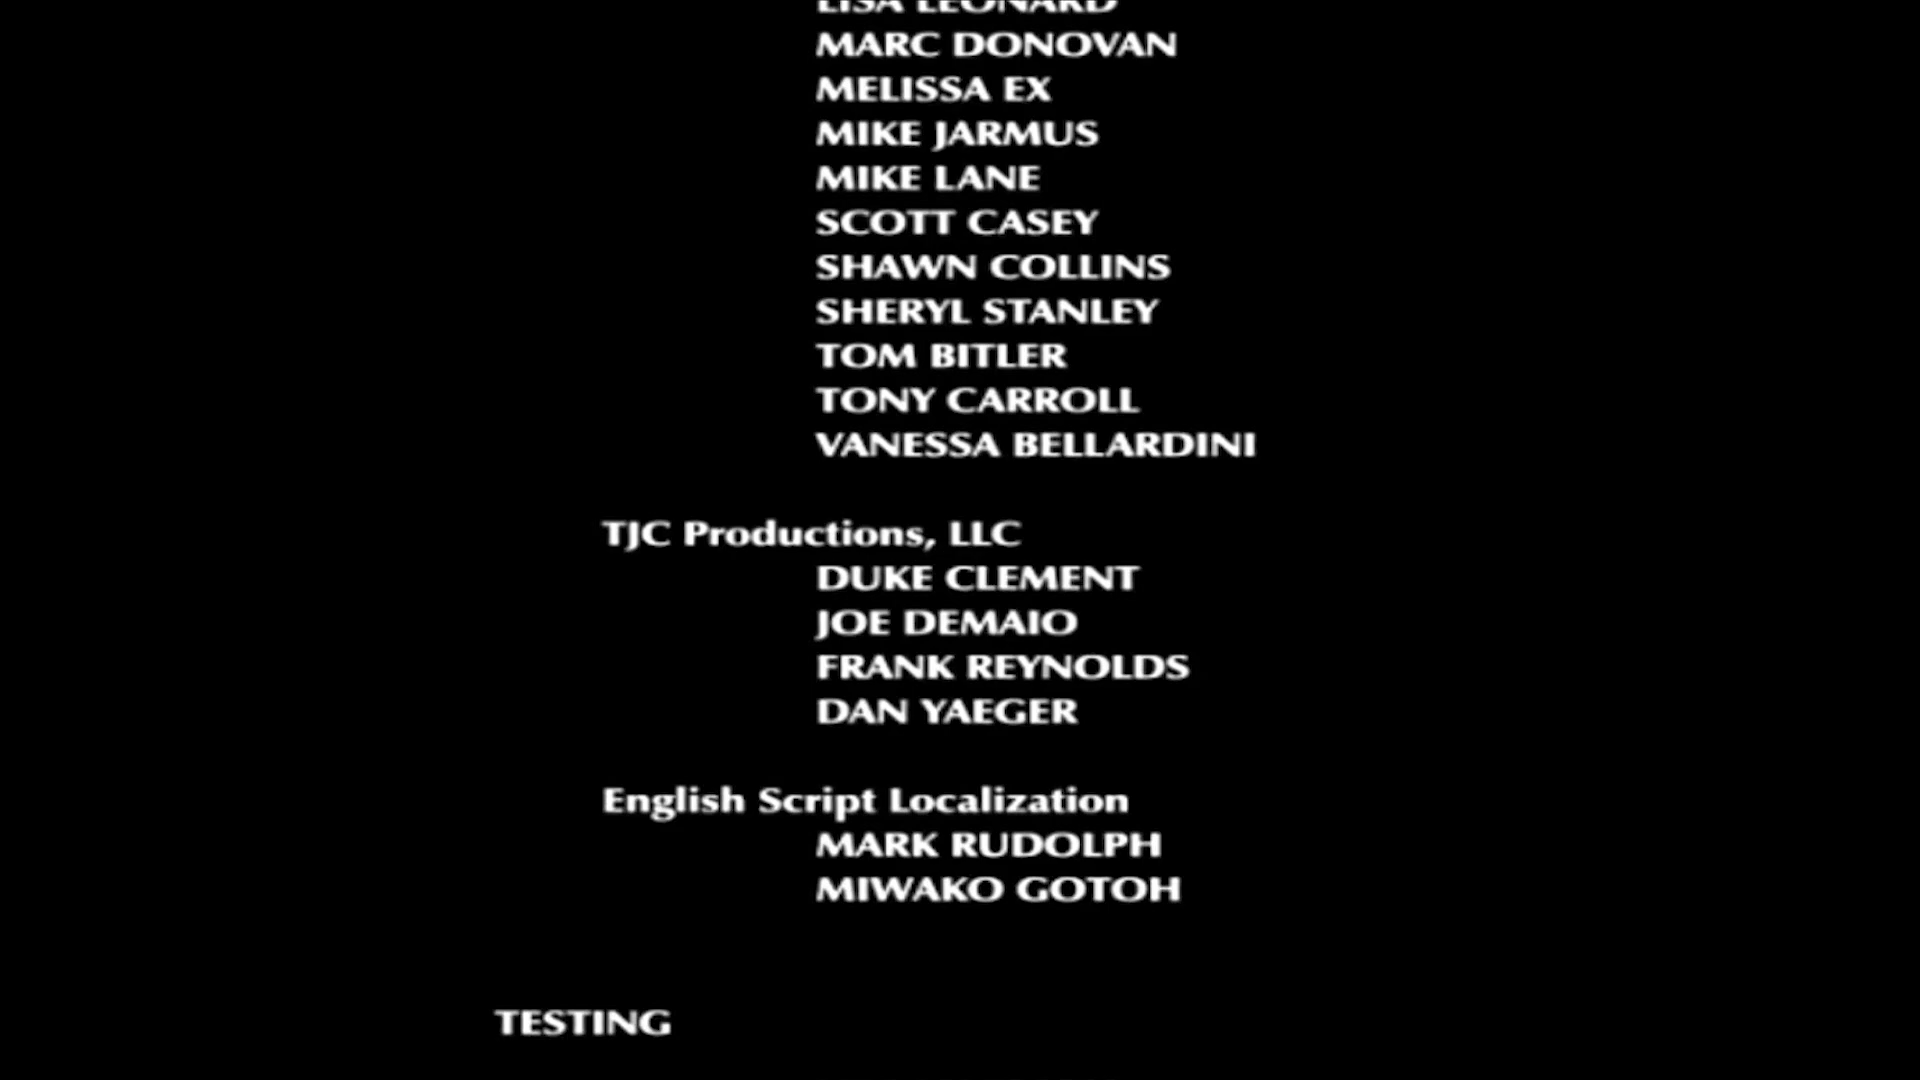 LISA LEONARD
MARC DONOVAN
MELISSA EX
MIKE JARMUS
MIKE LANE
SCOTT CASEY
SHAWN COLLINS
SHERYL STANLEY
TOM BITLER
TONY CARROLL
VANESSA BELLARDINI
TJC Productions, LLC
DUKE CLEMENT
JOE DEMAIO
FRANK REYNOLDS
DAN YAEGER
English Script Localization
MARK RUDOLPH
MIWAKO GOTOH
TESTING